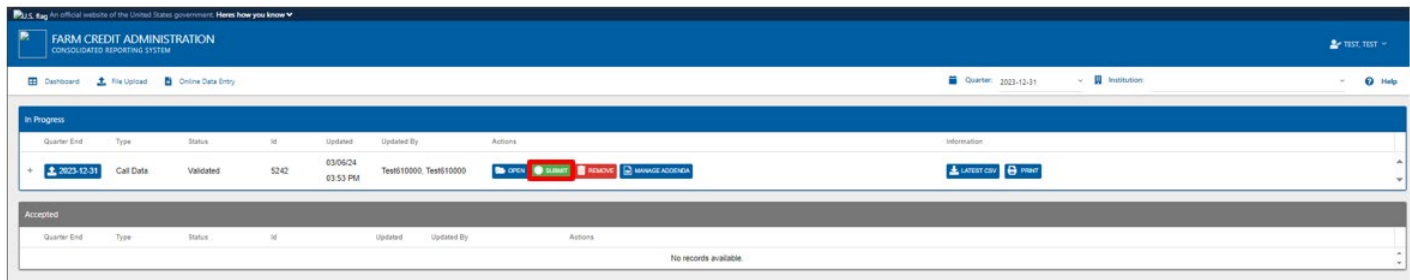 U.S. flag An official website of the United States government. Heres how you know
FARM CREDIT ADMINISTRATION
CONSOLIDATED REPORTING SYSTEM
TEST, TEST
Dashboard File Upload Online Data Entry Quarter: 2023-12-31 Institution: Help
In Progress
Quarter End Type Status Id Updated Updated By Actions Information
+ 2023-12-31 Call Data Validated 5242 03/06/24 03:53 PM Test610000, Test610000 OPEN SUBMIT REMOVE MANAGE ADDENDA LATEST CSV PRINT
Accepted
Quarter End Type Status Id Updated Updated By Actions
No records available.